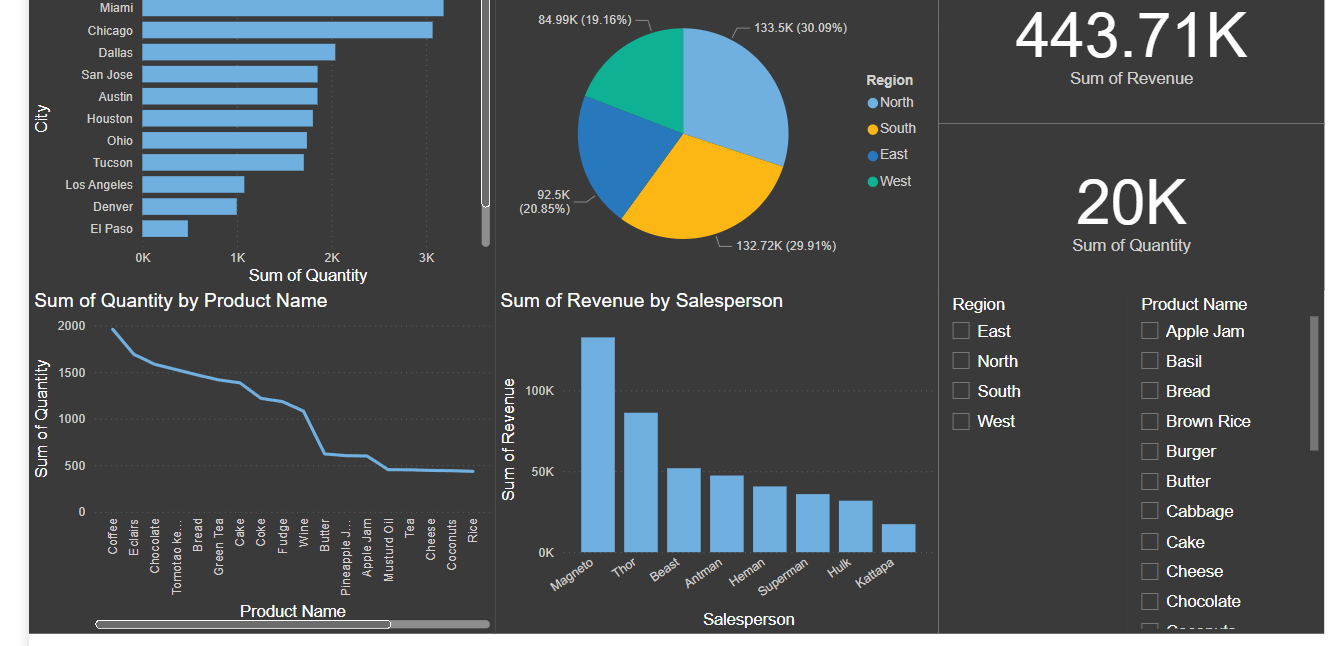 Miami
Chicago
Dallas
San Jose
Austin
Houston
Ohio
Tucson
Los Angeles
Denver
El Paso
City
0K 1K 2K 3K
Sum of Quantity
84.99K (19.16%)
133.5K (30.09%)
92.5K
(20.85%)
132.72K (29.91%)
Region
North
South
East
West
443.71K
Sum of Revenue
20K
Sum of Quantity
Sum of Quantity by Product Name
2000
1500
1000
500
0
Sum of Quantity
Coffee
Eclairs
Chocolate
Tomotao ke...
Bread
Green Tea
Cake
Coke
Fudge
Wine
Butter
Pineapple J...
Apple Jam
Musturd Oil
Tea
Cheese
Coconuts
Rice
Product Name
Sum of Revenue by Salesperson
100K
50K
0K
Sum of Revenue
Magneto
Thor
Beast
Antman
Heman
Superman
Hulk
Kattapa
Salesperson
Region
East
North
South
West
Product Name
Apple Jam
Basil
Bread
Brown Rice
Burger
Butter
Cabbage
Cake
Cheese
Chocolate